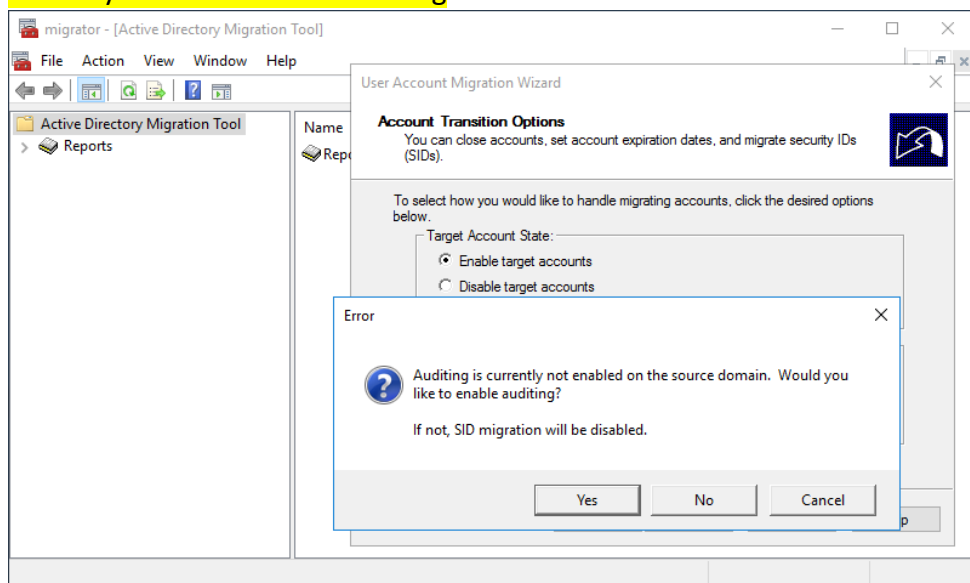 migrator - [Active Directory Migration Tool]
File Action View Window Help
User Account Migration Wizard
Active Directory Migration Tool
Reports
Name
Account Transition Options
You can close accounts, set account expiration dates, and migrate security IDs
(SIDs).
To select how you would like to handle migrating accounts, click the desired options
below.
Target Account State:
Enable target accounts
Disable target accounts
Error
Auditing is currently not enabled on the source domain. Would you
like to enable auditing?
If not, SID migration will be disabled.
Yes No Cancel